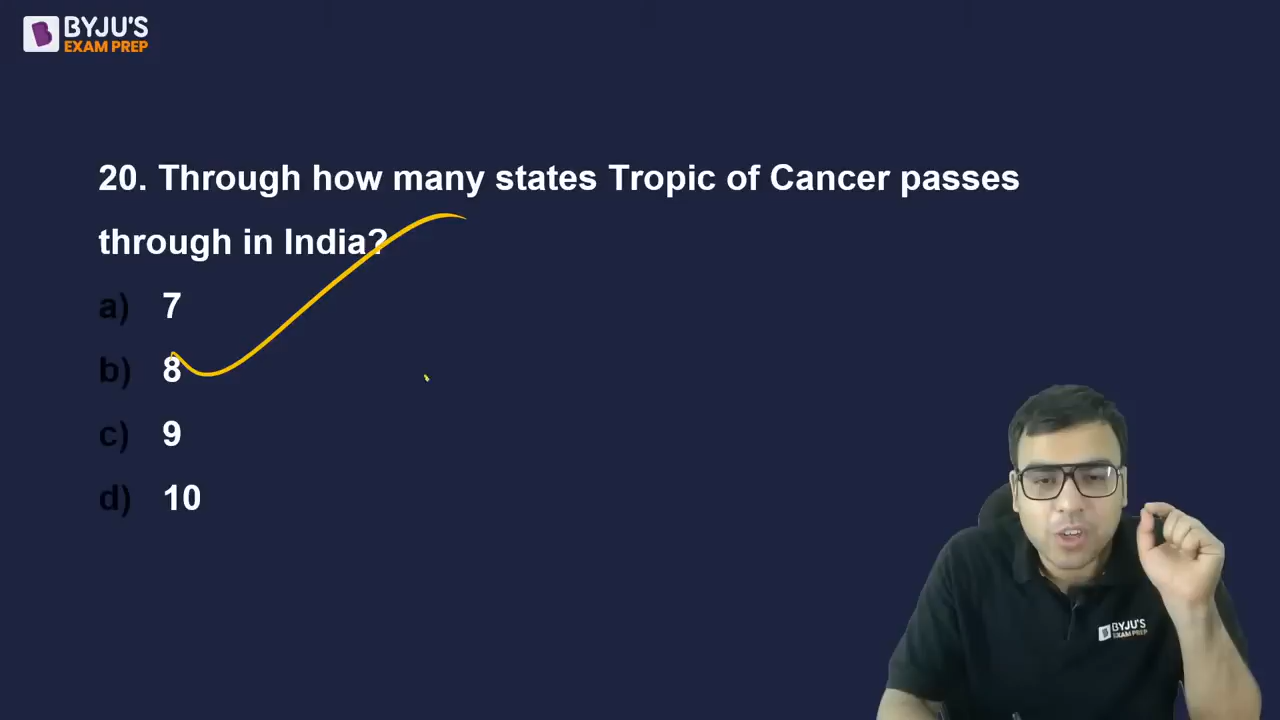 BYJU'S
EXAM PREP
20. Through how many states Tropic of Cancer passes
through in India?
a) 7
b) 8
c) 9
d) 10
BYJU'S
EXAM PREP